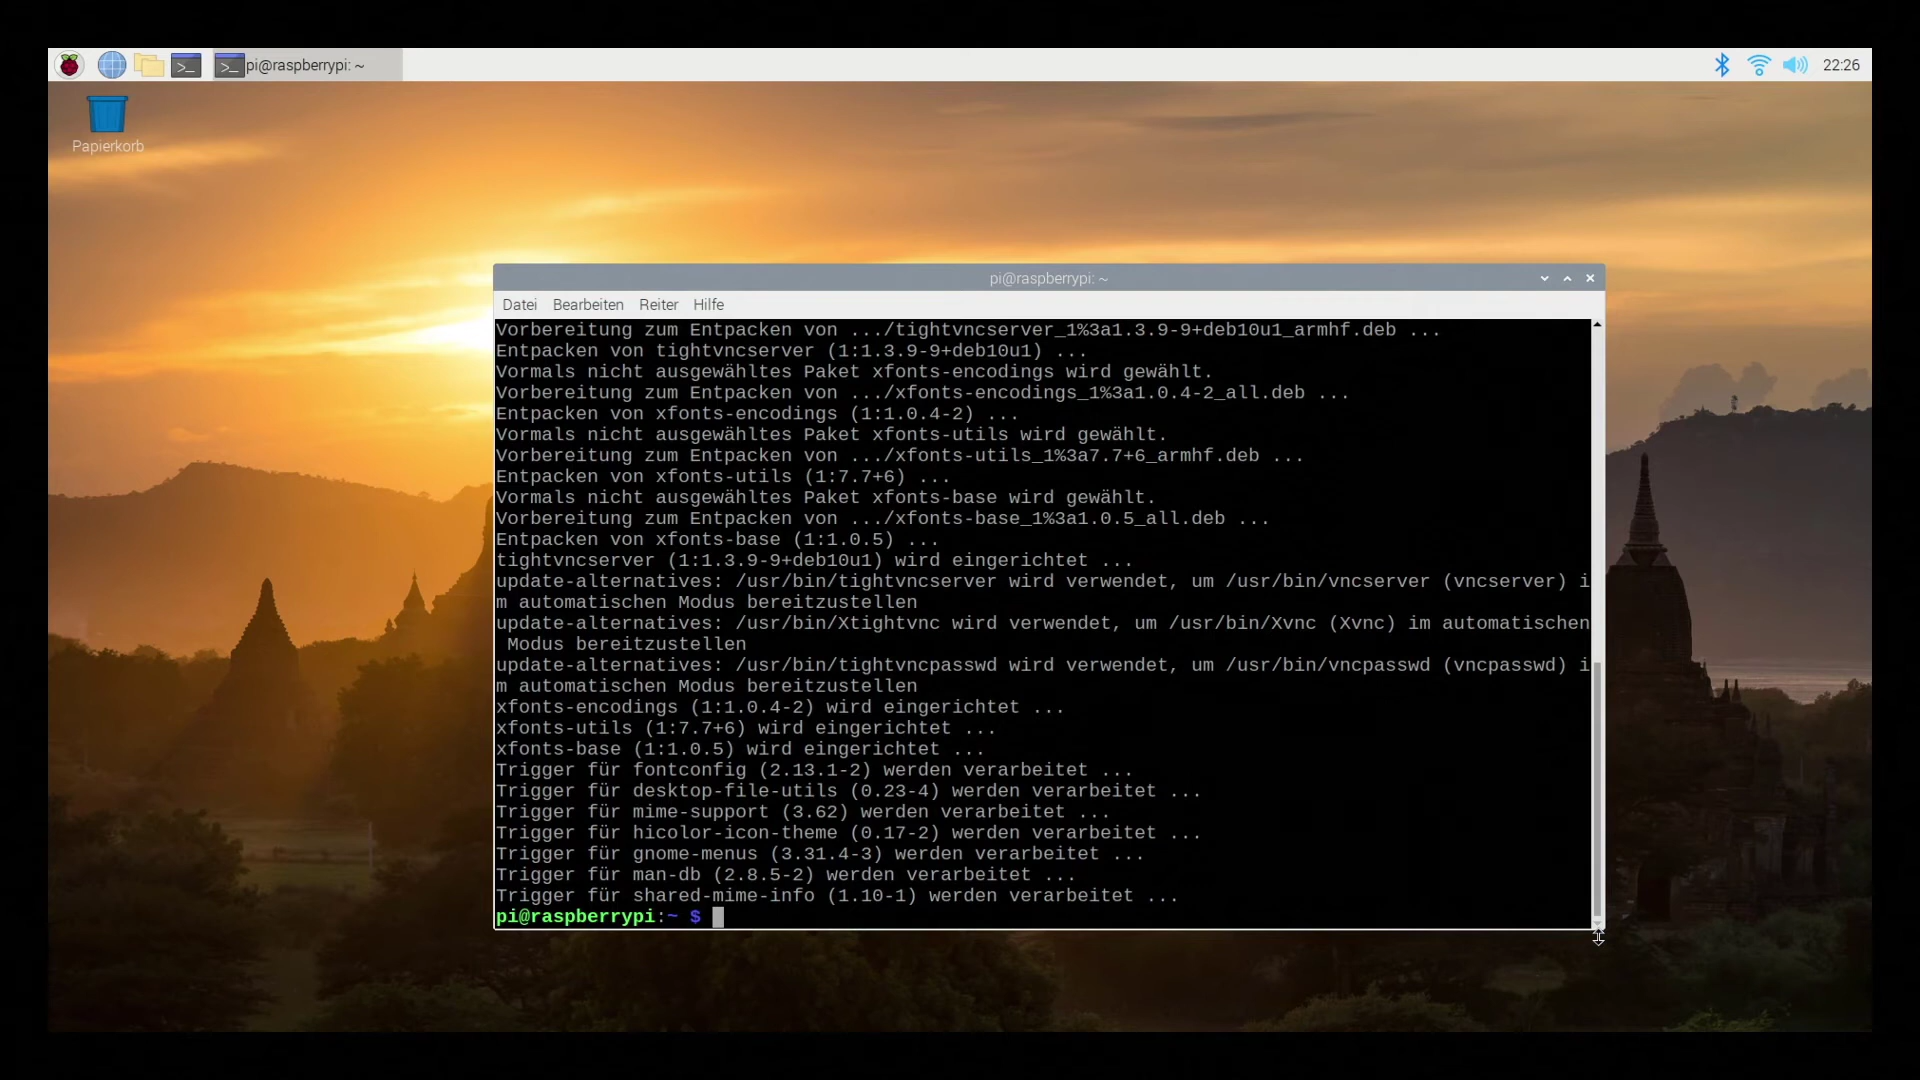 pi@raspberrypi: ~
22:26
Papierkorb
pi@raspberrypi: ~
Datei Bearbeiten Reiter Hilfe
Vorbereitung zum Entpacken von .../tightvncserver_1%3a1.3.9-9+deb10u1_armhf.deb ...
Entpacken von tightvncserver (1:1.3.9-9+deb10u1) ...
Vormals nicht ausgewähltes Paket xfonts-encodings wird gewählt.
Vorbereitung zum Entpacken von .../xfonts-encodings_1%3a1.0.4-2_all.deb ...
Entpacken von xfonts-encodings (1:1.0.4-2) ...
Vormals nicht ausgewähltes Paket xfonts-utils wird gewählt.
Vorbereitung zum Entpacken von .../xfonts-utils_1%3a7.7+6_armhf.deb ...
Entpacken von xfonts-utils (1:7.7+6) ...
Vormals nicht ausgewähltes Paket xfonts-base wird gewählt.
Vorbereitung zum Entpacken von .../xfonts-base_1%3a1.0.5_all.deb ...
Entpacken von xfonts-base (1:1.0.5) ...
tightvncserver (1:1.3.9-9+deb10u1) wird eingerichtet ...
update-alternatives: /usr/bin/tightvncserver wird verwendet, um /usr/bin/vncserver (vncserver) i
m automatischen Modus bereitzustellen
update-alternatives: /usr/bin/Xtightvnc wird verwendet, um /usr/bin/Xvnc (Xvnc) im automatischen
 Modus bereitzustellen
update-alternatives: /usr/bin/tightvncpasswd wird verwendet, um /usr/bin/vncpasswd (vncpasswd) i
m automatischen Modus bereitzustellen
xfonts-encodings (1:1.0.4-2) wird eingerichtet ...
xfonts-utils (1:7.7+6) wird eingerichtet ...
xfonts-base (1:1.0.5) wird eingerichtet ...
Trigger für fontconfig (2.13.1-2) werden verarbeitet ...
Trigger für desktop-file-utils (0.23-4) werden verarbeitet ...
Trigger für mime-support (3.62) werden verarbeitet ...
Trigger für hicolor-icon-theme (0.17-2) werden verarbeitet ...
Trigger für gnome-menus (3.31.4-3) werden verarbeitet ...
Trigger für man-db (2.8.5-2) werden verarbeitet ...
Trigger für shared-mime-info (1.10-1) werden verarbeitet ...
pi@raspberrypi:~ $